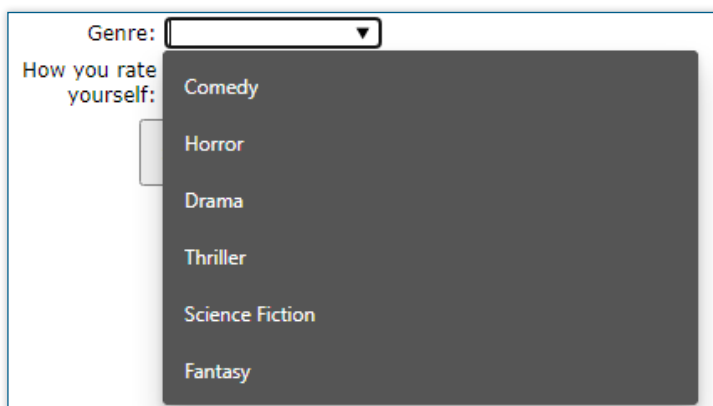 Genre:
How you rate
yourself:
Comedy
Horror
Drama
Thriller
Science Fiction
Fantasy